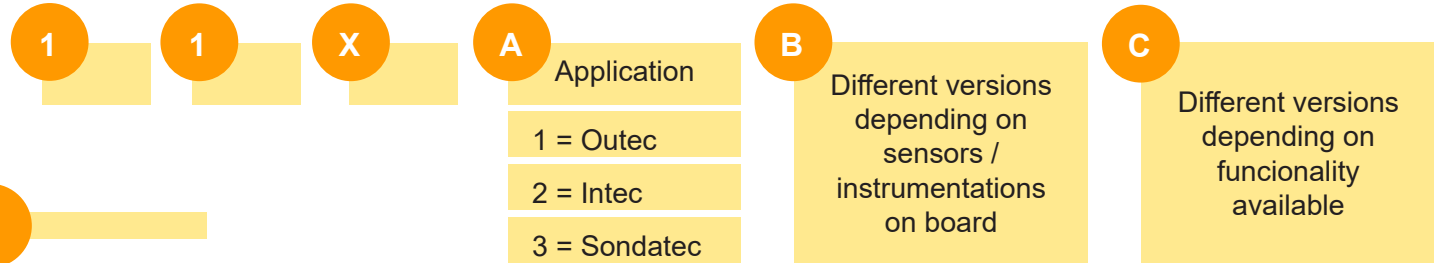 1
1
X
A
Application
1 = Outec
2 = Intec
3 = Sondatec
B
Different versions
depending on
sensors /
instrumentations
on board
C
Different versions
depending on
funcionality
available